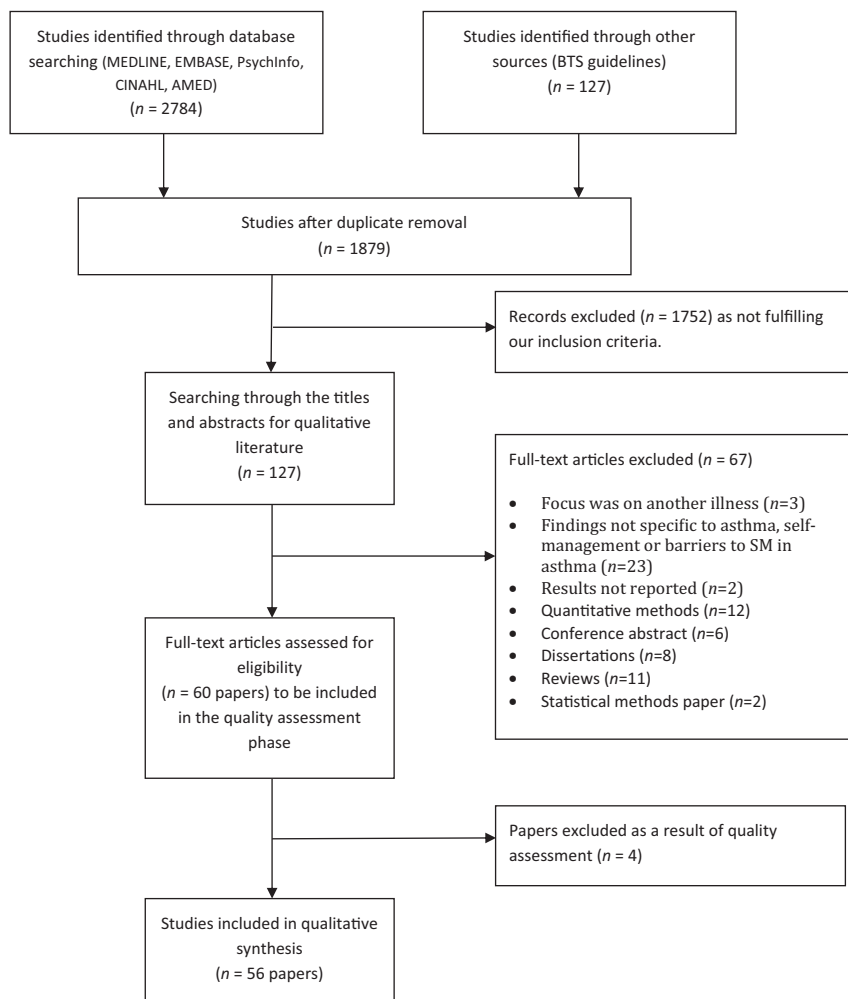 Studies identified through database
searching (MEDLINE, EMBASE, PsychInfo,
CINAHL, AMED)
(n = 2784)
Studies identified through other
sources (BTS guidelines)
(n = 127)
Studies after duplicate removal
(n = 1879)
Records excluded (n = 1752) as not fulfilling
our inclusion criteria.
Searching through the titles
and abstracts for qualitative
literature
(n = 127)
Full-text articles excluded (n = 67)
• Focus was on another illness (n=3)
• Findings not specific to asthma, self-
management or barriers to SM in
asthma (n=23)
• Results not reported (n=2)
• Quantitative methods (n=12)
• Conference abstract (n=6)
• Dissertations (n=8)
• Reviews (n=11)
• Statistical methods paper (n=2)
Full-text articles assessed for
eligibility
(n = 60 papers) to be included
in the quality assessment
phase
Papers excluded as a result of quality
assessment (n = 4)
Studies included in qualitative
synthesis
(n = 56 papers)